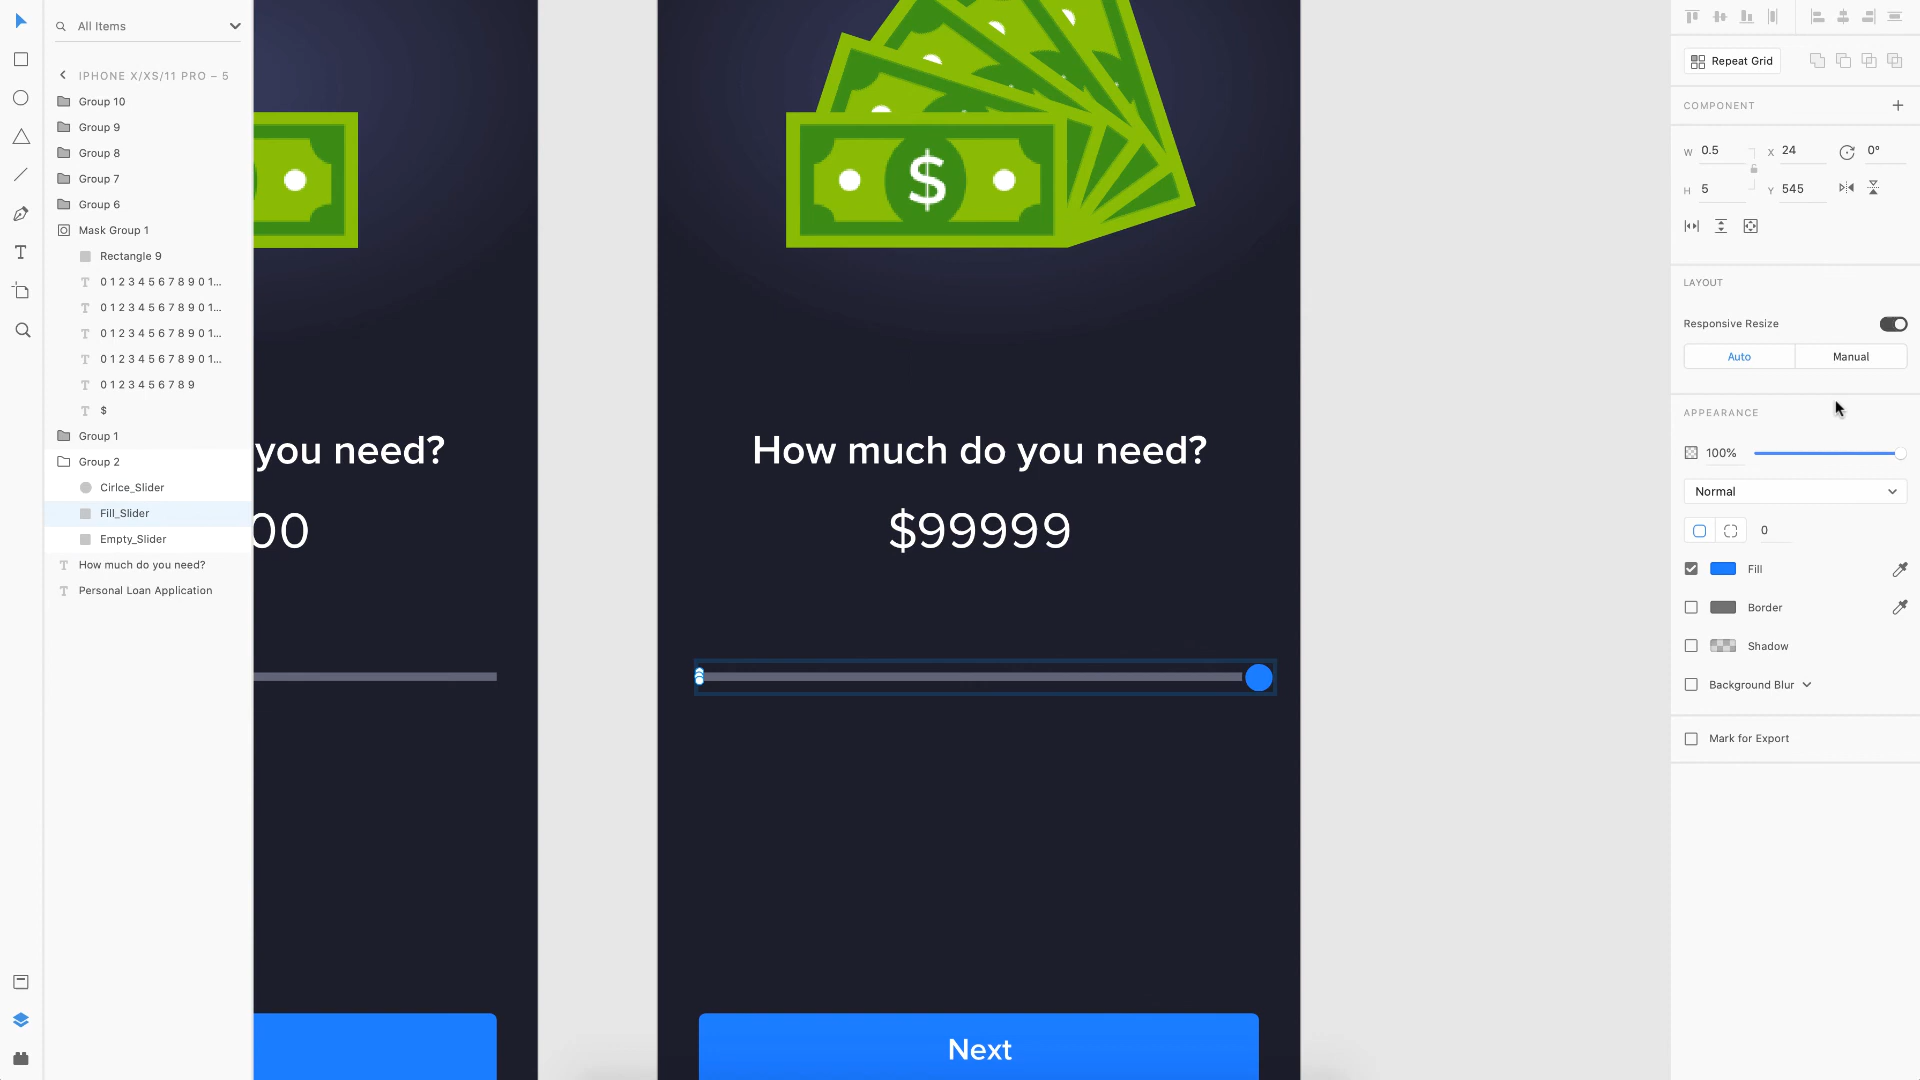 All Items
IPHONE X/XS/11 PRO – 5
Group 10
Group 9
Group 8
Group 7
Group 6
Mask Group 1
Rectangle 9
0 1 2 3 4 5 6 7 8 9 0 1...
0 1 2 3 4 5 6 7 8 9 0 1...
0 1 2 3 4 5 6 7 8 9 0 1...
0 1 2 3 4 5 6 7 8 9 0 1...
0 1 2 3 4 5 6 7 8 9
$
Group 1
Group 2
Cirlce_Slider
Fill_Slider
Empty_Slider
How much do you need?
Personal Loan Application
you need?
00
$
How much do you need?
$99999
Next
Repeat Grid
COMPONENT
W 0.5 X 24 0°
H 5 Y 545
LAYOUT
Responsive Resize
Auto Manual
APPEARANCE
100%
Normal
0
Fill
Border
Shadow
Background Blur
Mark for Export